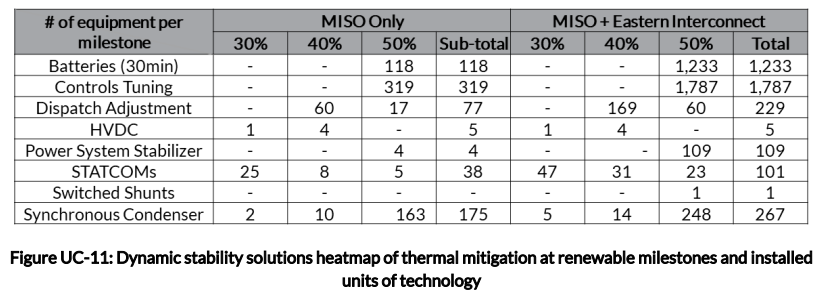 # of equipment per milestone MISO Only MISO + Eastern Interconnect
30% 40% 50% Sub-total 30% 40% 50% Total
Batteries (30min) - - 118 118 - - 1,233 1,233
Controls Tuning - - 319 319 - - 1,787 1,787
Dispatch Adjustment - 60 17 77 - 169 60 229
HVDC 1 4 - 5 1 4 - 5
Power System Stabilizer - - 4 4 - - 109 109
STATCOMs 25 8 5 38 47 31 23 101
Switched Shunts - - - - - - 1 1
Synchronous Condenser 2 10 163 175 5 14 248 267
Figure UC-11: Dynamic stability solutions heatmap of thermal mitigation at renewable milestones and installed
units of technology